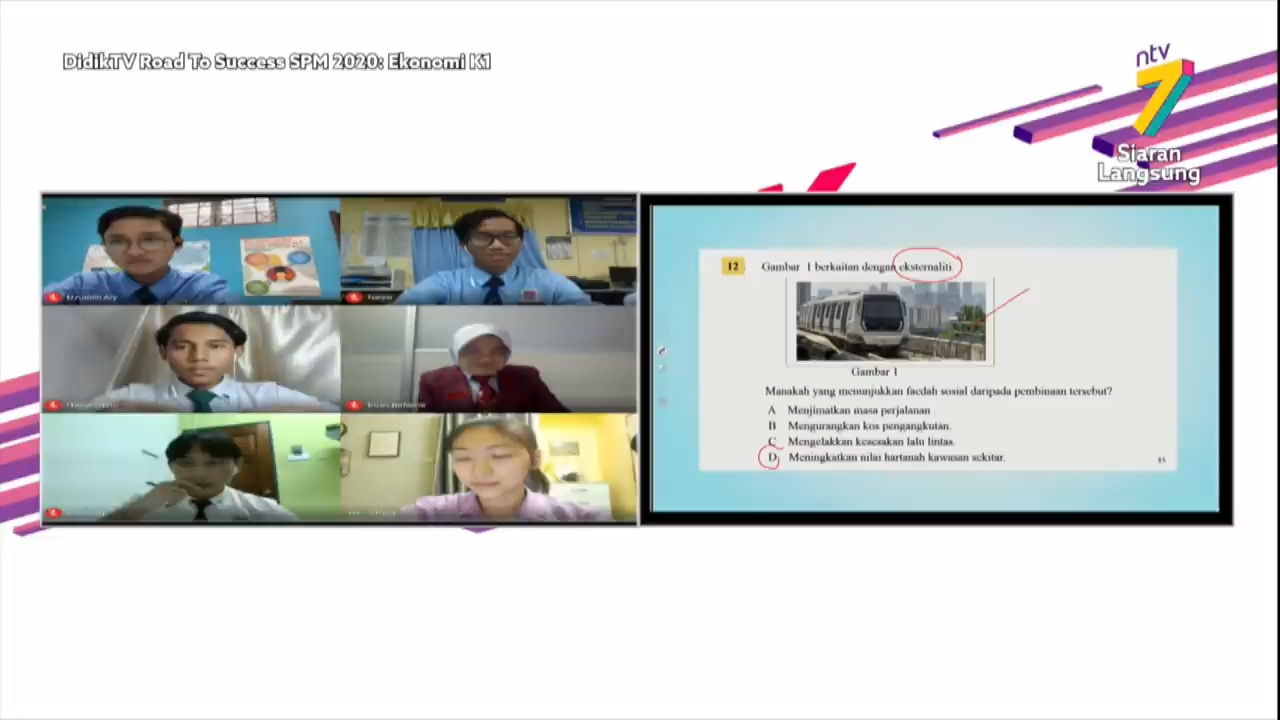 DidikTV Road To Success SPM 2020: Ekonomi K1
ntv
7
Siaran
Langsung
12 Gambar 1 berkaitan dengan eksternaliti
Gambar 1
Manakah yang menunjukkan faedah sosial daripada pembinaan tersebut?
A Menjimatkan masa perjalanan
B Mengurangkan kos pengangkutan.
C Mengelakkan kesesakan lalu lintas.
D Meningkatkan nilai hartanah kawasan sekitar.